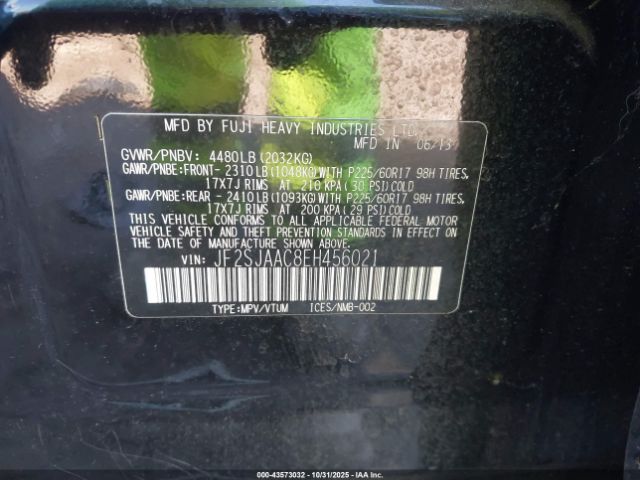 MFD BY FUJI HEAVY INDUSTRIES LTD.
MFD IN 06/13
GVWR/PNBV: 4480LB(2032KG)
GAWR/PNBE:FRONT- 2310LB(1048KG)WITH P225/60R17 98H TIRES,
17X7J RIMS AT 210 KPA(30 PSI)COLD
GAWR/PNBE:REAR - 2410LB(1093KG)WITH P225/60R17 98H TIRES,
17X7J RIMS AT 200 KPA(29 PSI)COLD
THIS VEHICLE CONFORMS TO ALL APPLICABLE FEDERAL MOTOR
VEHICLE SAFETY AND THEFT PREVENTION STANDARDS IN EFFECT
ON THE DATE OF MANUFACTURE SHOWN ABOVE.
VIN: JF2SJAAC8EH456021
TYPE:MPV/VTUM ICES/NMB-002
000-43573032 - 10/31/2025 - IAAI.com